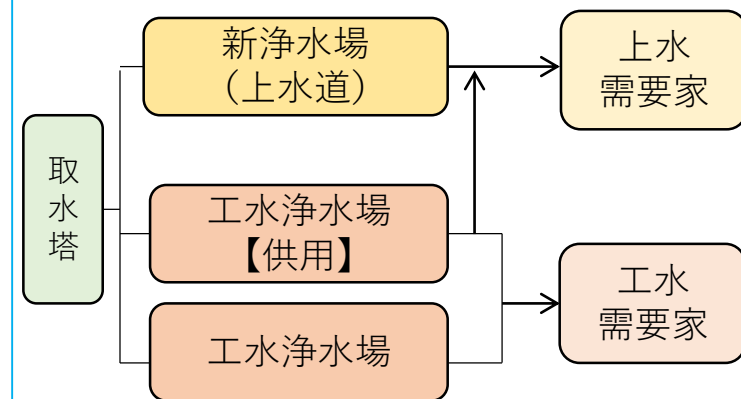 取水塔
新浄水場
（上水道）
上水
需要家
工水浄水場
【供用】
工水浄水場
工水
需要家